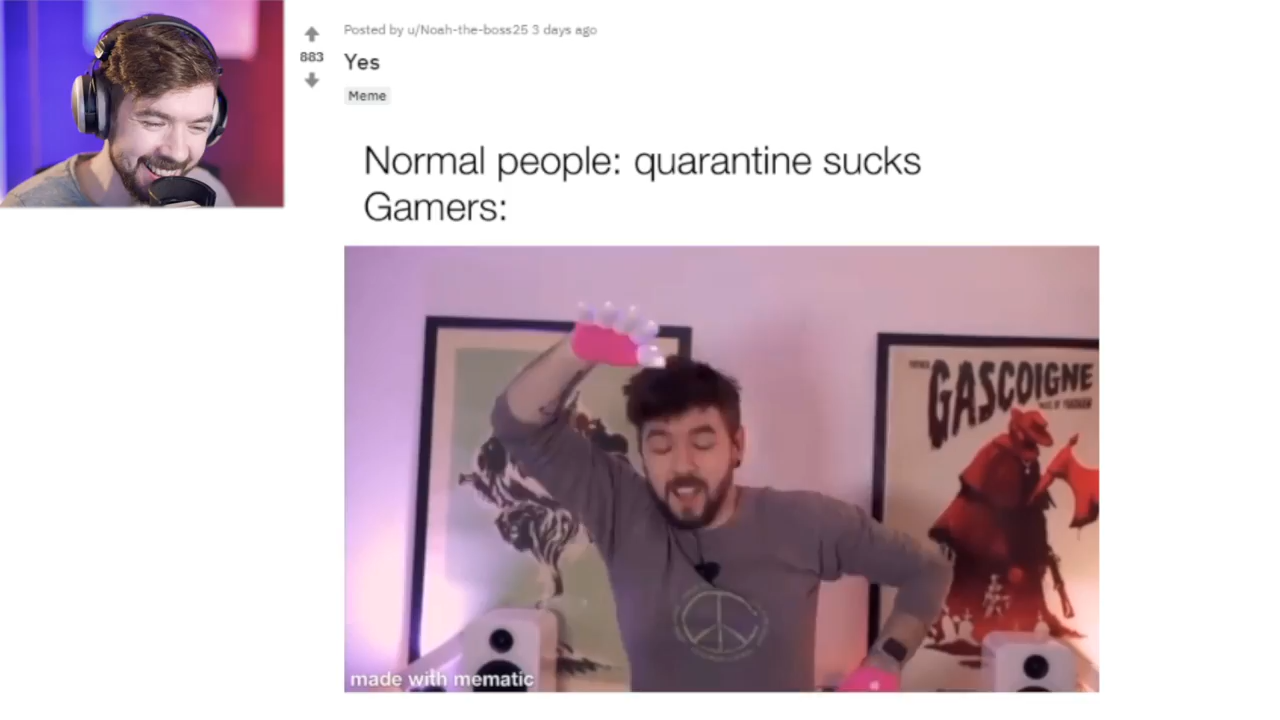 Posted by u/Noah-the-boss25 3 days ago
883
Yes
Meme
Normal people: quarantine sucks
Gamers:
GASCOIGNE
made with mematic